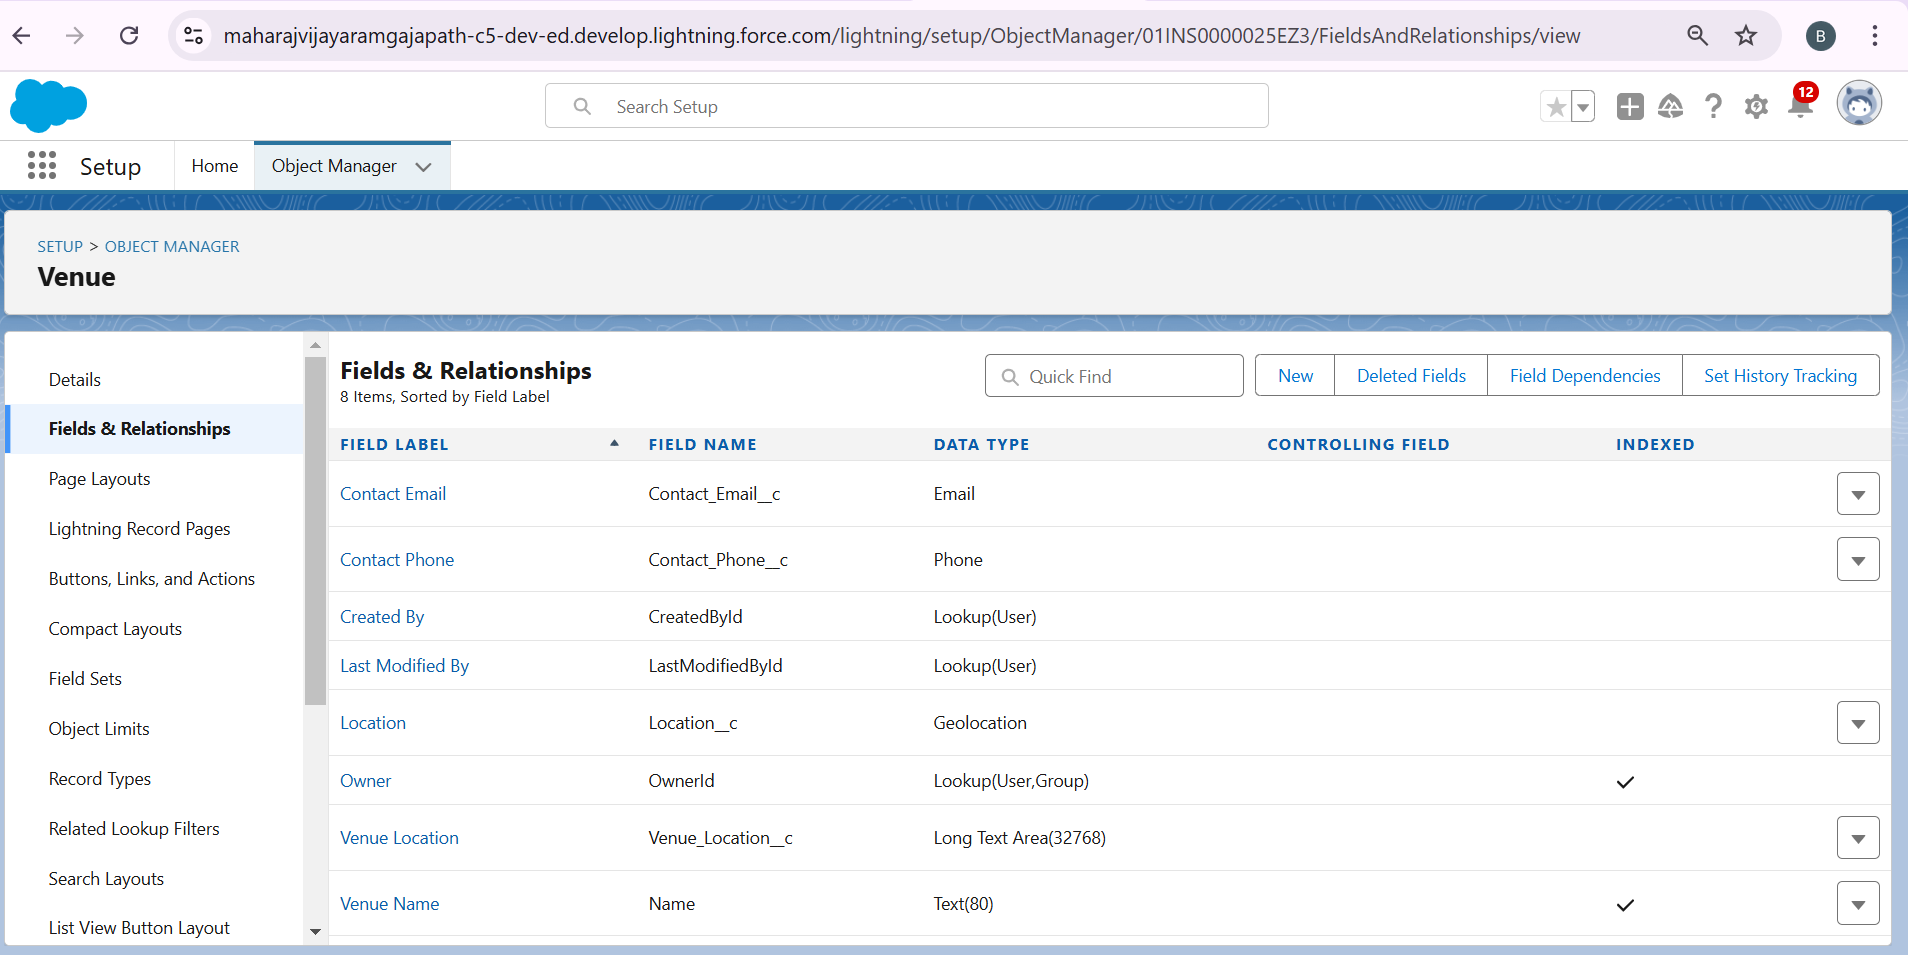 maharajvijayaramgajapath-c5-dev-ed.develop.lightning.force.com/lightning/setup/ObjectManager/01INS0000025EZ3/FieldsAndRelationships/view
B
Search Setup
12
Setup
Home
Object Manager
SETUP > OBJECT MANAGER
Venue
Details
Fields & Relationships
Page Layouts
Lightning Record Pages
Buttons, Links, and Actions
Compact Layouts
Field Sets
Object Limits
Record Types
Related Lookup Filters
Search Layouts
List View Button Layout
Fields & Relationships
8 Items, Sorted by Field Label
Quick Find
New
Deleted Fields
Field Dependencies
Set History Tracking
FIELD LABEL FIELD NAME DATA TYPE CONTROLLING FIELD INDEXED
Contact Email Contact_Email__c Email
Contact Phone Contact_Phone__c Phone
Created By CreatedById Lookup(User)
Last Modified By LastModifiedById Lookup(User)
Location Location__c Geolocation
Owner OwnerId Lookup(User,Group)
Venue Location Venue_Location__c Long Text Area(32768)
Venue Name Name Text(80)